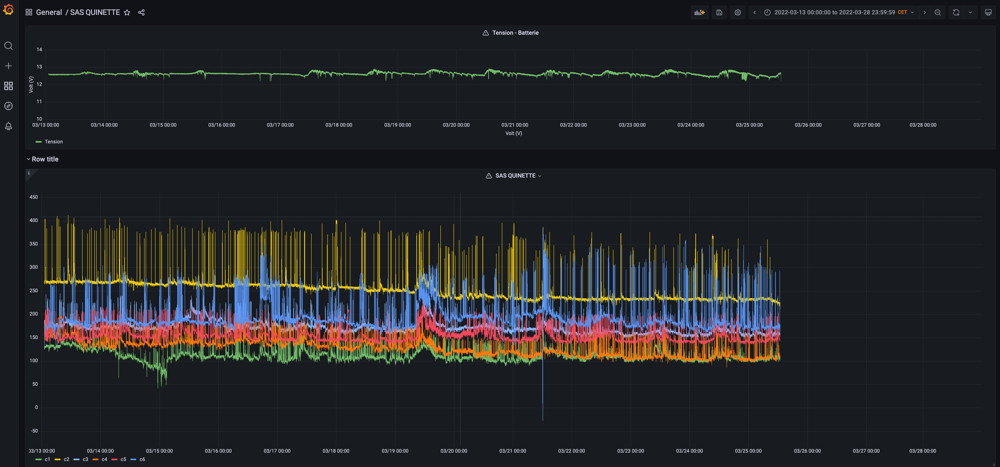 General / SAS QUINETTE
2022-03-13 00:00:00 to 2022-03-28 23:59:59 CET
Tension - Batterie
14
13
12
11
10
Volt (V)
03/13 00:00 03/14 00:00 03/15 00:00 03/16 00:00 03/17 00:00 03/18 00:00 03/19 00:00 03/20 00:00 03/21 00:00 03/22 00:00 03/23 00:00 03/24 00:00 03/25 00:00 03/26 00:00 03/27 00:00 03/28 00:00
Volt (V)
Tension
Row title
i
SAS QUINETTE
450
400
350
300
250
200
150
100
50
0
-50
03/13 00:00 03/14 00:00 03/15 00:00 03/16 00:00 03/17 00:00 03/18 00:00 03/19 00:00 03/20 00:00 03/21 00:00 03/22 00:00 03/23 00:00 03/24 00:00 03/25 00:00 03/26 00:00 03/27 00:00 03/28 00:00
c1 c2 c3 c4 c5 c6